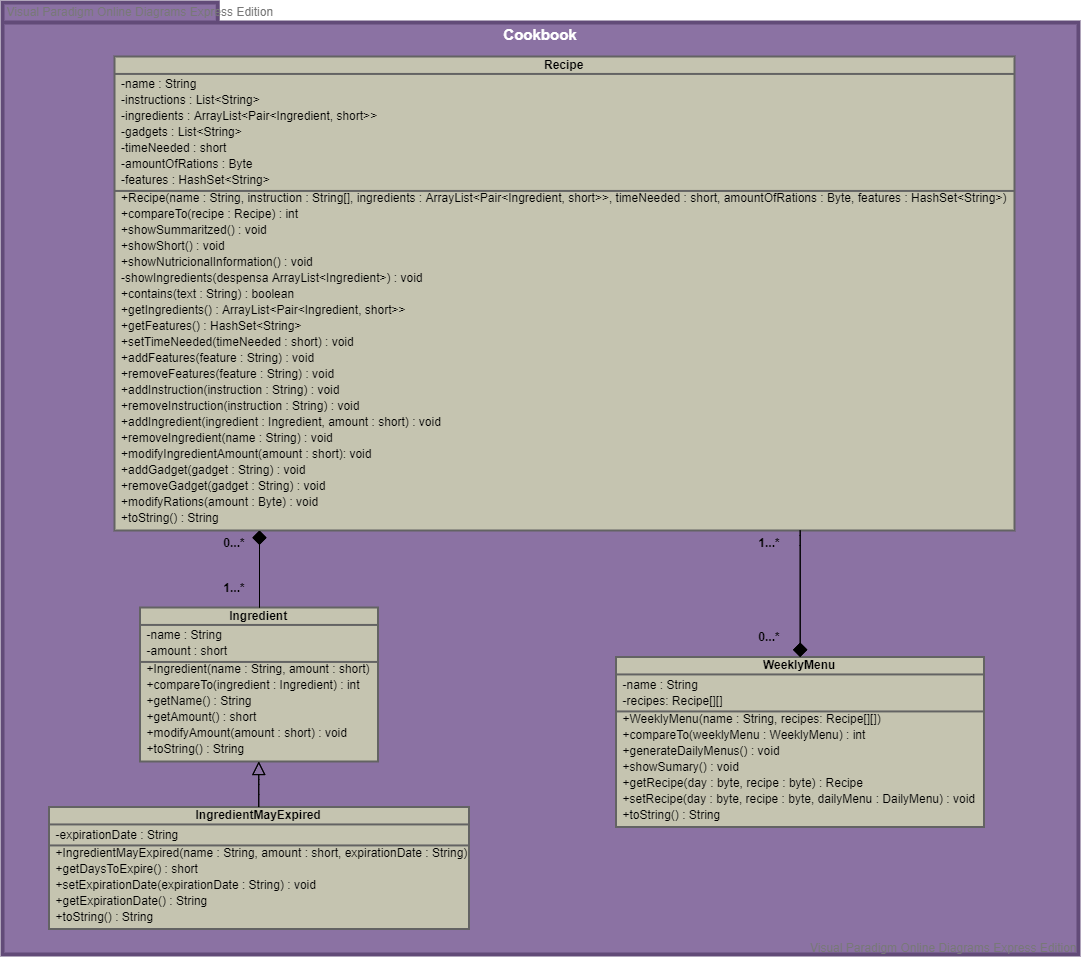 Visual Paradigm Online Diagrams Express Edition
Cookbook
Recipe
-name : String
-instructions : List<String>
-ingredients : ArrayList<Pair<Ingredient, short>>
-gadgets : List<String>
-timeNeeded : short
-amountOfRations : Byte
-features : HashSet<String>
+Recipe(name : String, instruction : String[], ingredients : ArrayList<Pair<Ingredient, short>>, timeNeeded : short, amountOfRations : Byte, features : HashSet<String>)
+compareTo(recipe : Recipe) : int
+showSummaritzed() : void
+showShort() : void
+showNutricionalInformation() : void
-showIngredients(despensa ArrayList<Ingredient>) : void
+contains(text : String) : boolean
+getIngredients() : ArrayList<Pair<Ingredient, short>>
+getFeatures() : HashSet<String>
+setTimeNeeded(timeNeeded : short) : void
+addFeatures(feature : String) : void
+removeFeatures(feature : String) : void
+addInstruction(instruction : String) : void
+removeInstruction(instruction : String) : void
+addIngredient(ingredient : Ingredient, amount : short) : void
+removeIngredient(name : String) : void
+modifyIngredientAmount(amount : short): void
+addGadget(gadget : String) : void
+removeGadget(gadget : String) : void
+modifyRations(amount : Byte) : void
+toString() : String
0...*
1...*
1...*
0...*
Ingredient
-name : String
-amount : short
+Ingredient(name : String, amount : short)
+compareTo(ingredient : Ingredient) : int
+getName() : String
+getAmount() : short
+modifyAmount(amount : short) : void
+toString() : String
WeeklyMenu
-name : String
-recipes: Recipe[][]
+WeeklyMenu(name : String, recipes: Recipe[][])
+compareTo(weeklyMenu : WeeklyMenu) : int
+generateDailyMenus() : void
+showSumary() : void
+getRecipe(day : byte, recipe : byte) : Recipe
+setRecipe(day : byte, recipe : byte, dailyMenu : DailyMenu) : void
+toString() : String
IngredientMayExpired
-expirationDate : String
+IngredientMayExpired(name : String, amount : short, expirationDate : String)
+getDaysToExpire() : short
+setExpirationDate(expirationDate : String) : void
+getExpirationDate() : String
+toString() : String
Visual Paradigm Online Diagrams Express Edition